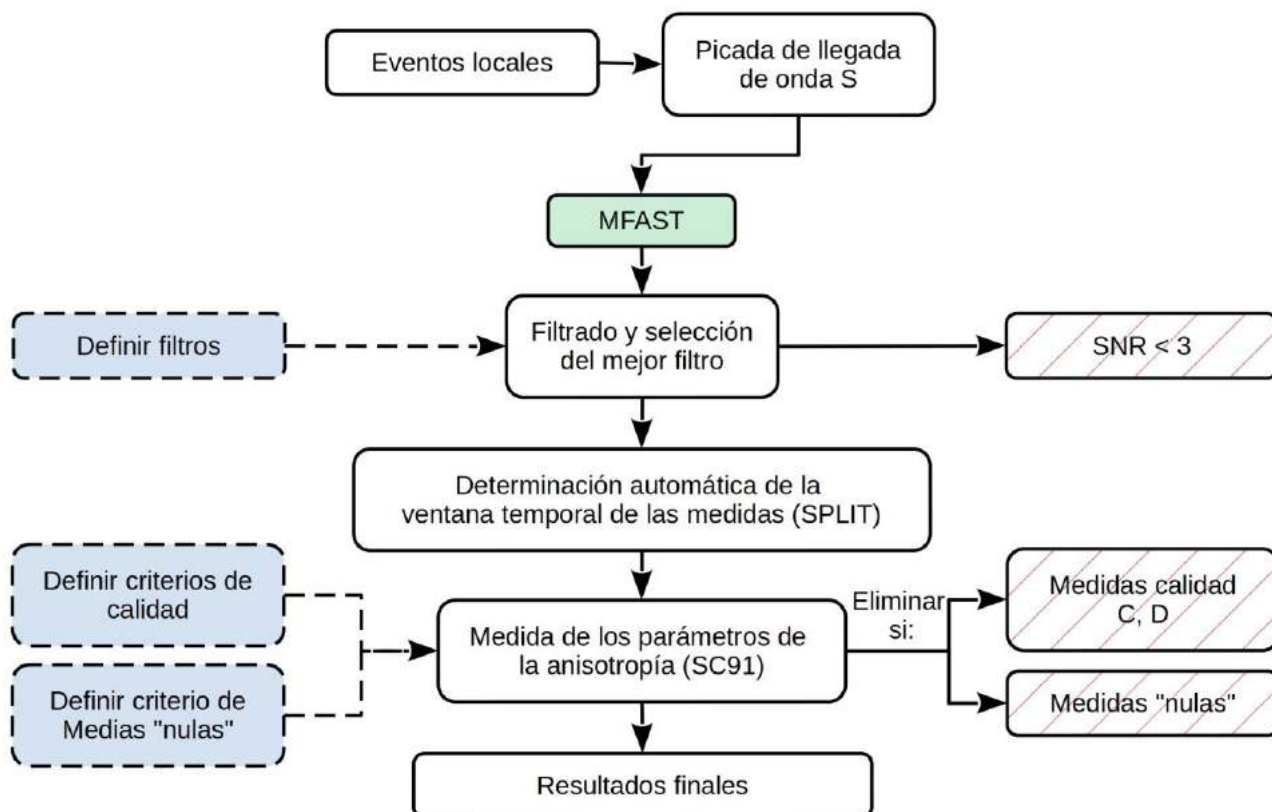 Eventos locales
Picada de llegada
de onda S
MFAST
Definir filtros
Filtrado y selección
del mejor filtro
SNR < 3
Determinación automática de la
ventana temporal de las medidas (SPLIT)
Definir criterios de
calidad
Definir criterio de
Medias "nulas"
Medida de los parámetros de
la anisotropía (SC91)
Eliminar
si:
Medidas calidad
C, D
Medidas "nulas"
Resultados finales